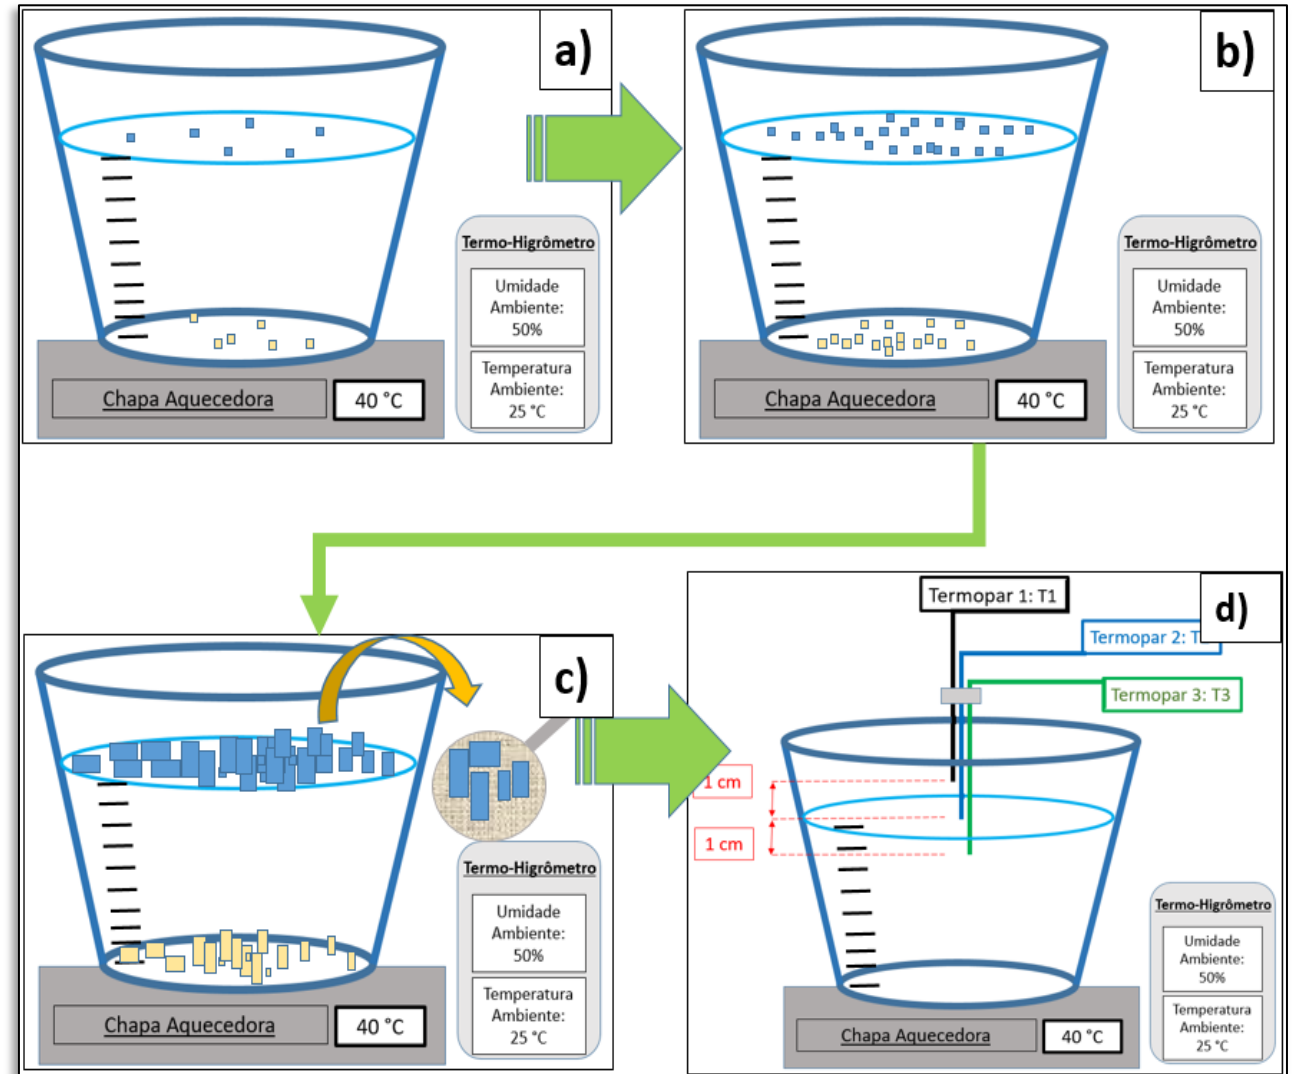 a)
Termo-Higrômetro
Umidade
Ambiente:
50%
Temperatura
Ambiente:
25 °C
Chapa Aquecedora
40 °C
b)
Termo-Higrômetro
Umidade
Ambiente:
50%
Temperatura
Ambiente:
25 °C
Chapa Aquecedora
40 °C
c)
Termo-Higrômetro
Umidade
Ambiente:
50%
Temperatura
Ambiente:
25 °C
Chapa Aquecedora
40 °C
d)
Termopar 1: T1
Termopar 2: T
Termopar 3: T3
1 cm
1 cm
Termo-Higrômetro
Umidade
Ambiente:
50%
Temperatura
Ambiente:
25 °C
Chapa Aquecedora
40 °C